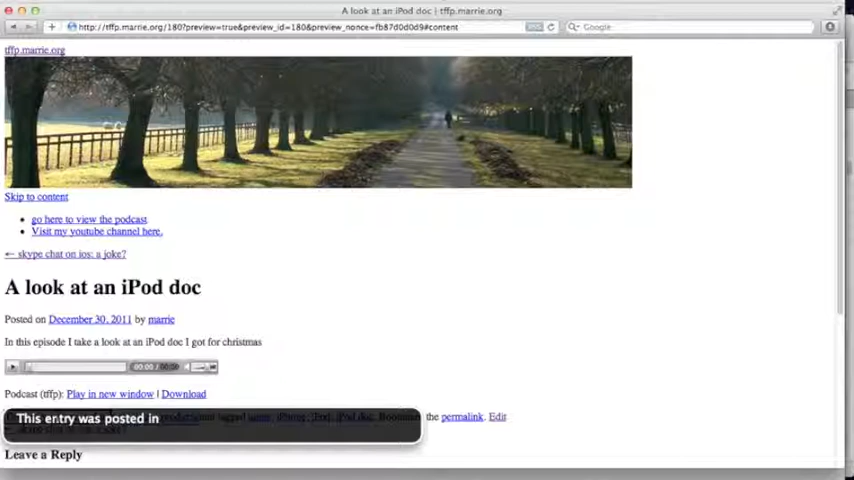 A look at an iPod doc | tffp.marrie.org
http://tffp.marrie.org/180?preview=true&preview_id=180&preview_nonce=fb87d0d0d9#content
Google
tffp.marrie.org
Skip to content
go here to view the podcast
Visit my youtube channel here.
← skype chat on ios: a joke?
A look at an iPod doc
Posted on December 30, 2011 by marrie
In this episode I take a look at an iPod doc I got for christmas
00:00 / 00:00
Podcast (tffp): Play in new window | Download
This entry was posted in
tagged iPod, iPod doc. the permalink. Edit
Leave a Reply